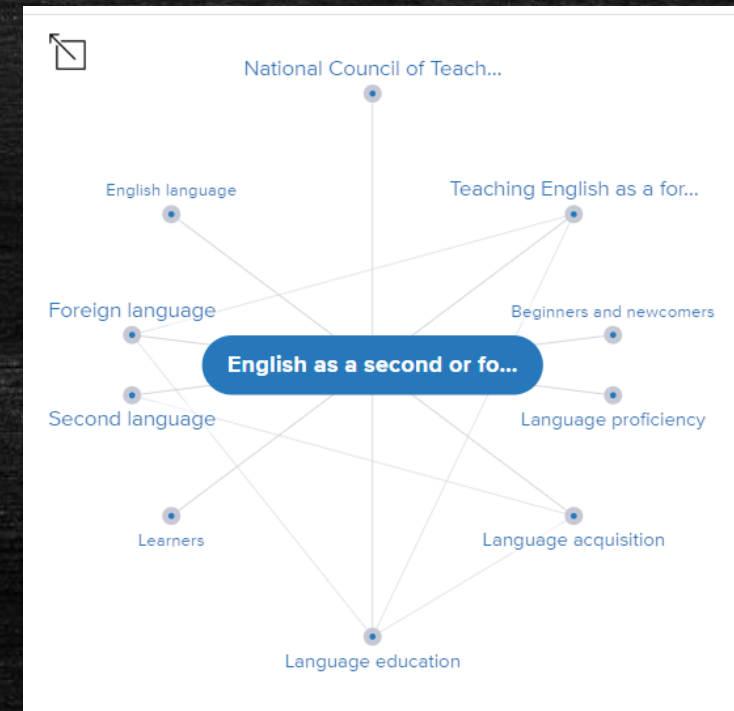 National Council of Teach...
English language
Teaching English as a for...
Foreign language
Beginners and newcomers
English as a second or fo...
Second language
Language proficiency
Learners
Language acquisition
Language education